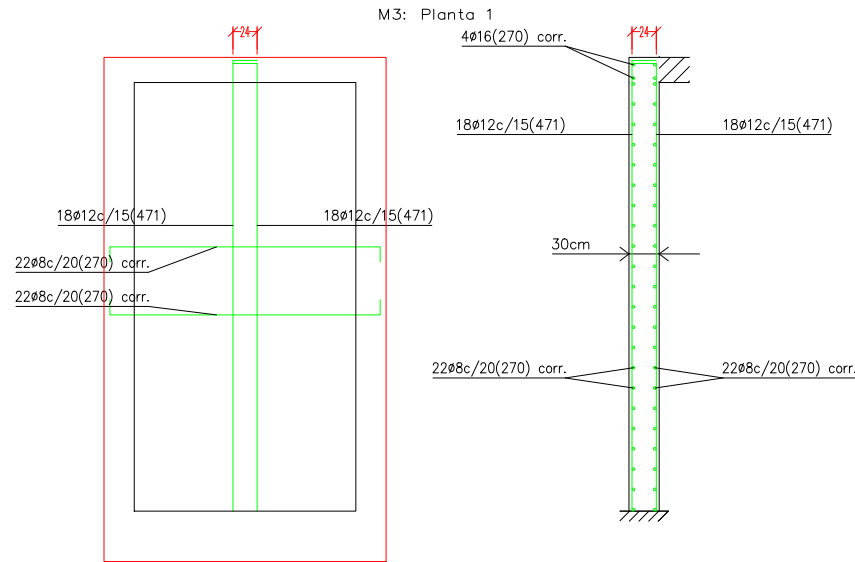 M3: Planta 1
24
24
4ø16(270) corr.
18ø12c/15(471)
18ø12c/15(471)
18ø12c/15(471)
18ø12c/15(471)
30cm
22ø8c/20(270) corr.
22ø8c/20(270) corr.
22ø8c/20(270) corr.
22ø8c/20(270) corr.